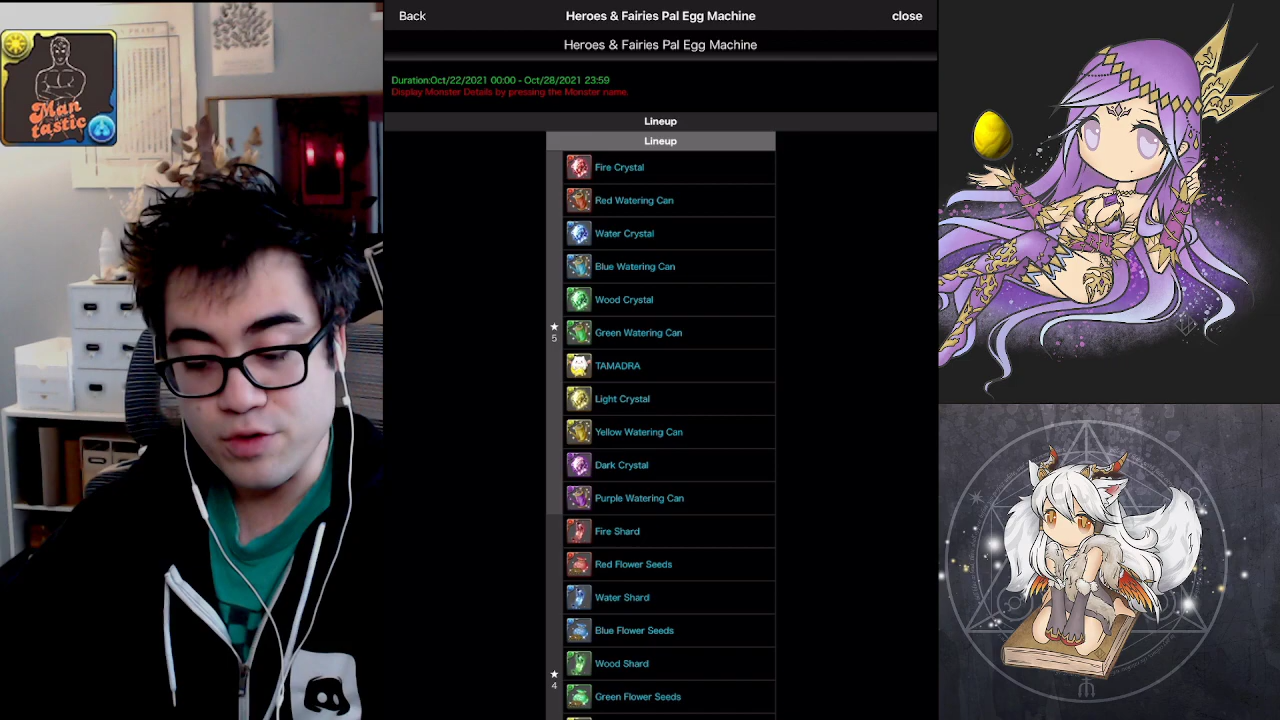 Man
tastic
Back
Heroes & Fairies Pal Egg Machine
close
Heroes & Fairies Pal Egg Machine
Duration:Oct/22/2021 00:00 - Oct/28/2021 23:59
Display Monster Details by pressing the Monster name.
Lineup
Lineup
Fire Crystal
Red Watering Can
Water Crystal
Blue Watering Can
Wood Crystal
★
5
Green Watering Can
TAMADRA
Light Crystal
Yellow Watering Can
Dark Crystal
Purple Watering Can
Fire Shard
Red Flower Seeds
Water Shard
Blue Flower Seeds
Wood Shard
★
4
Green Flower Seeds